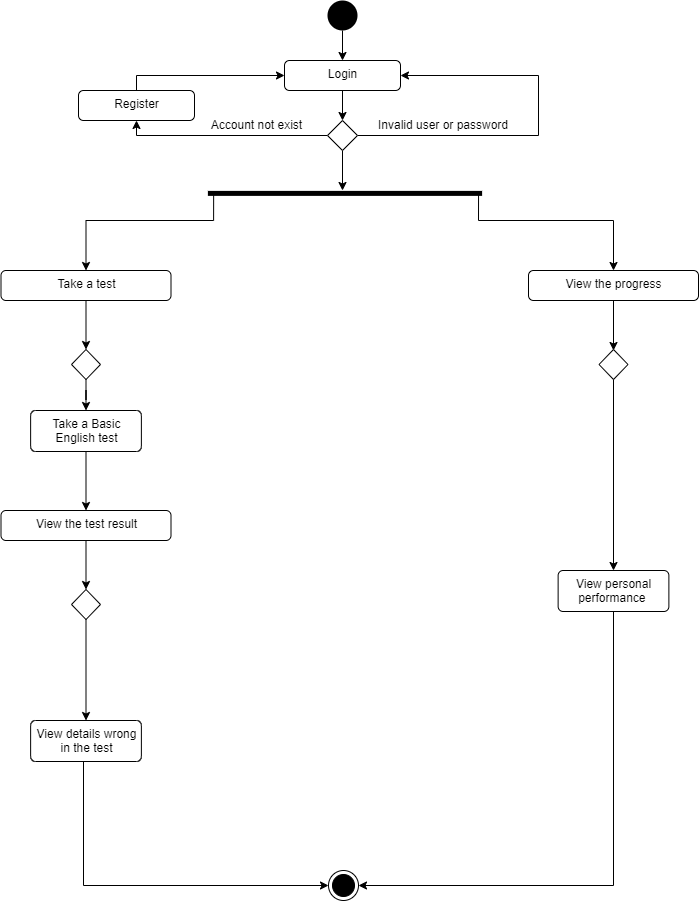 Login
Register
Account not exist
Invalid user or password
Take a test
View the progress
Take a Basic
English test
View the test result
View personal
performance
View details wrong
in the test